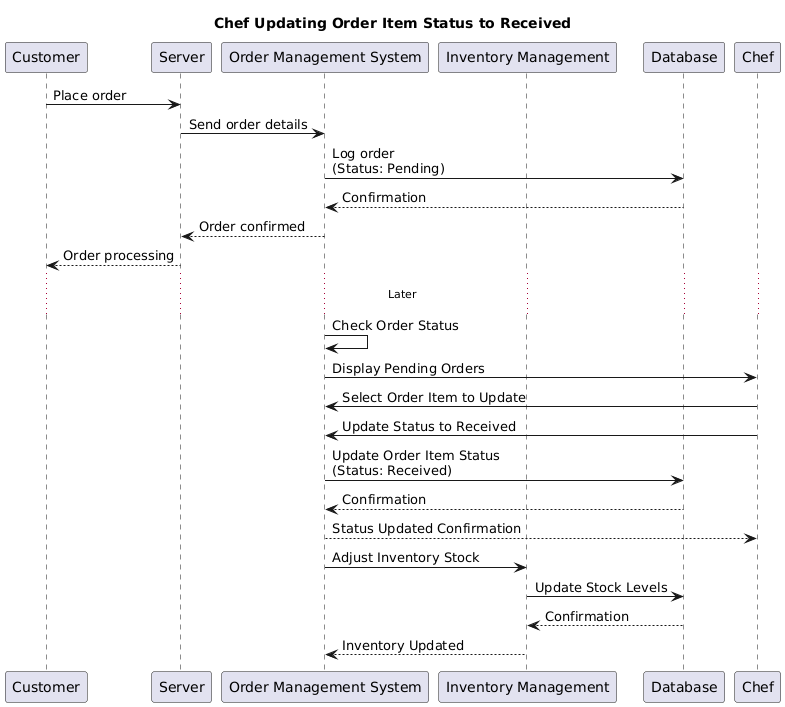 Chef Updating Order Item Status to Received
Customer
Server
Order Management System
Inventory Management
Database
Chef
Place order
Send order details
Log order
(Status: Pending)
Confirmation
Order confirmed
Order processing
Later
Check Order Status
Display Pending Orders
Select Order Item to Update
Update Status to Received
Update Order Item Status
(Status: Received)
Confirmation
Status Updated Confirmation
Adjust Inventory Stock
Update Stock Levels
Confirmation
Inventory Updated
Customer
Server
Order Management System
Inventory Management
Database
Chef